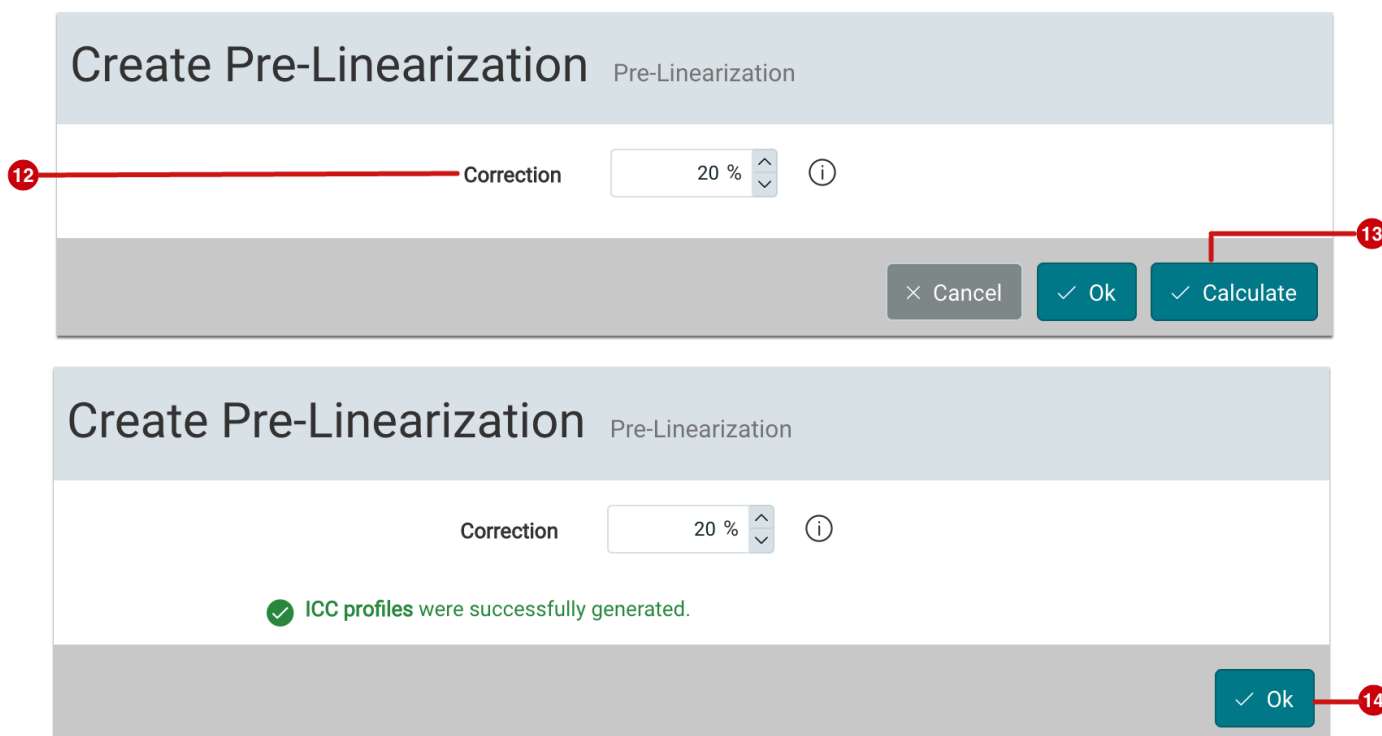 Create Pre-Linearization Pre-Linearization
12 Correction 20 %
13
Cancel Ok Calculate
Create Pre-Linearization Pre-Linearization
Correction 20 %
ICC profiles were successfully generated.
Ok 14